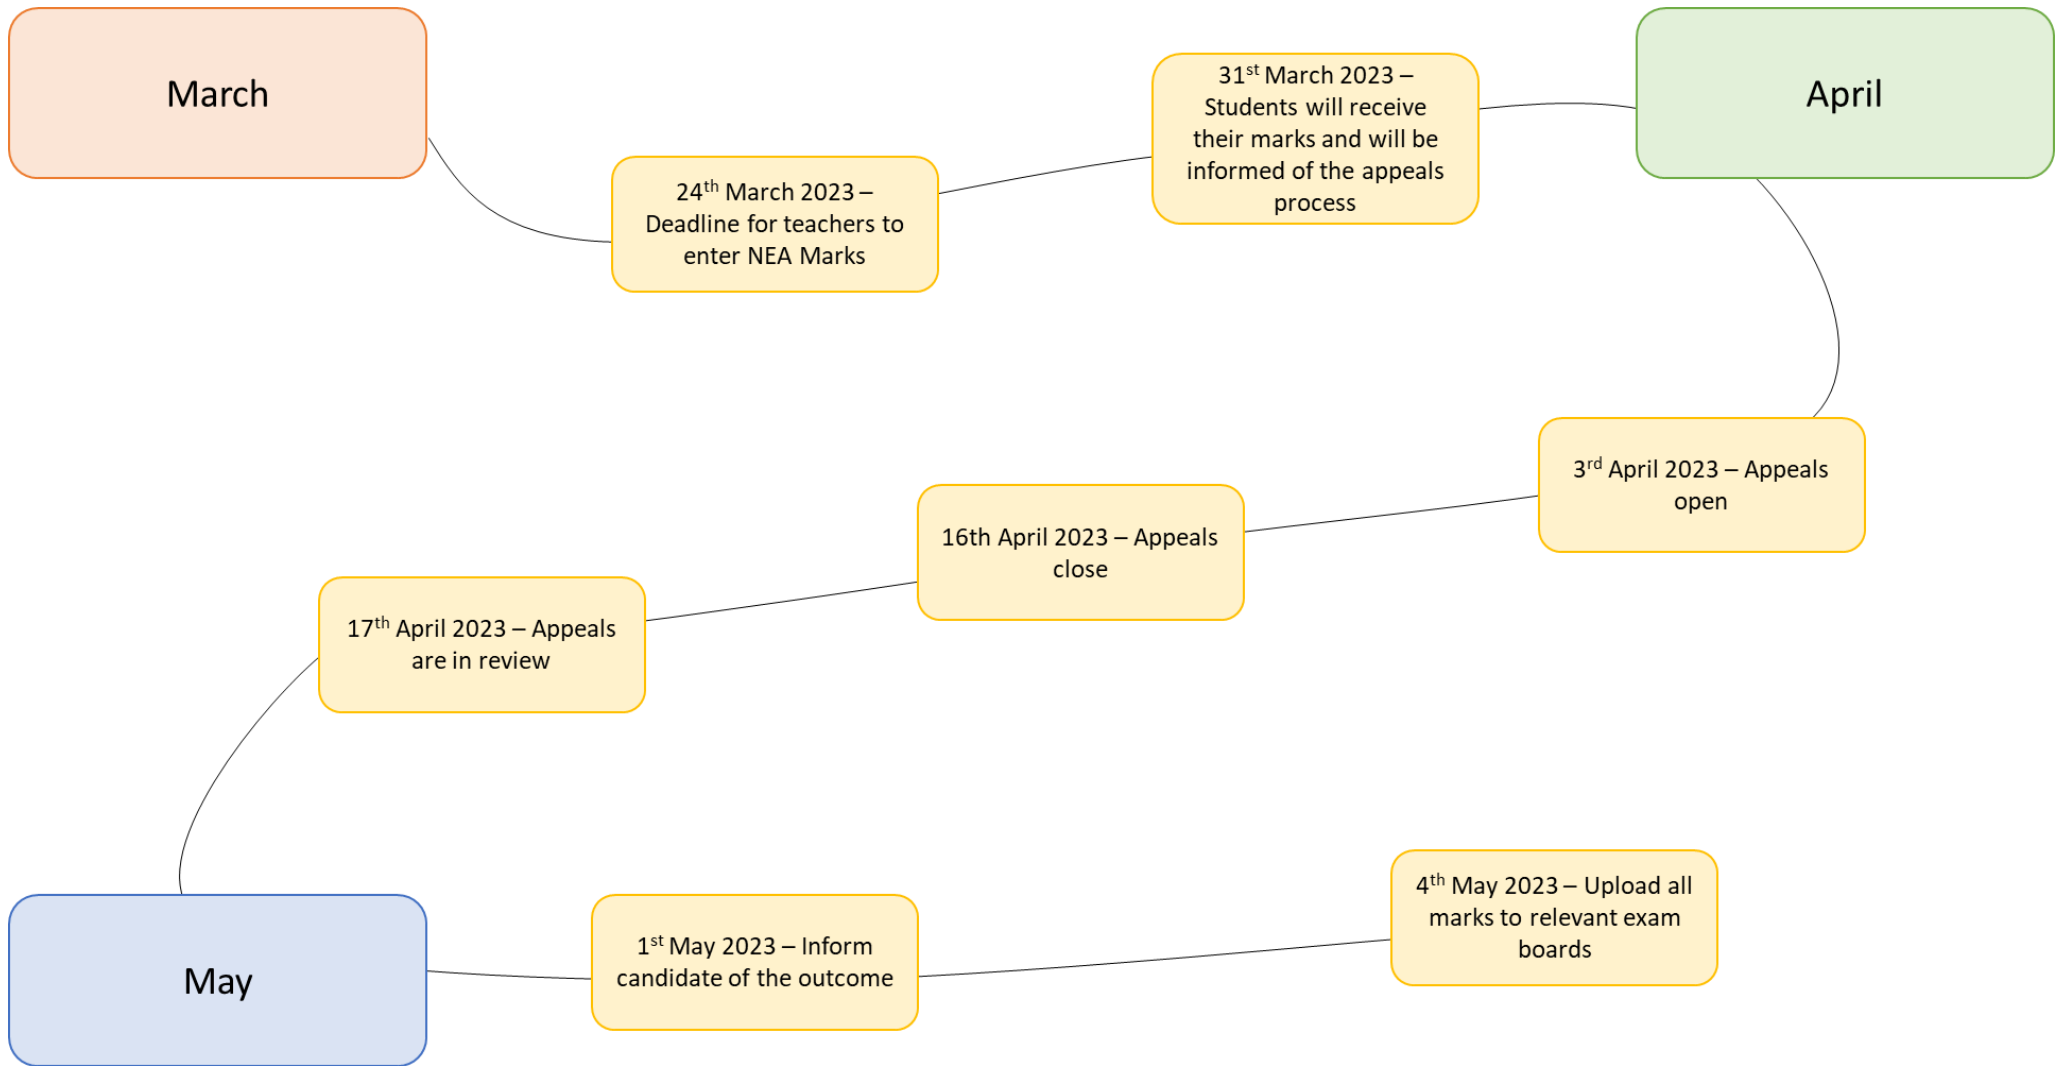 March
24th March 2023 –
Deadline for teachers to
enter NEA Marks
31st March 2023 –
Students will receive
their marks and will be
informed of the appeals
process
April
3rd April 2023 – Appeals
open
16th April 2023 – Appeals
close
17th April 2023 – Appeals
are in review
May
1st May 2023 – Inform
candidate of the outcome
4th May 2023 – Upload all
marks to relevant exam
boards